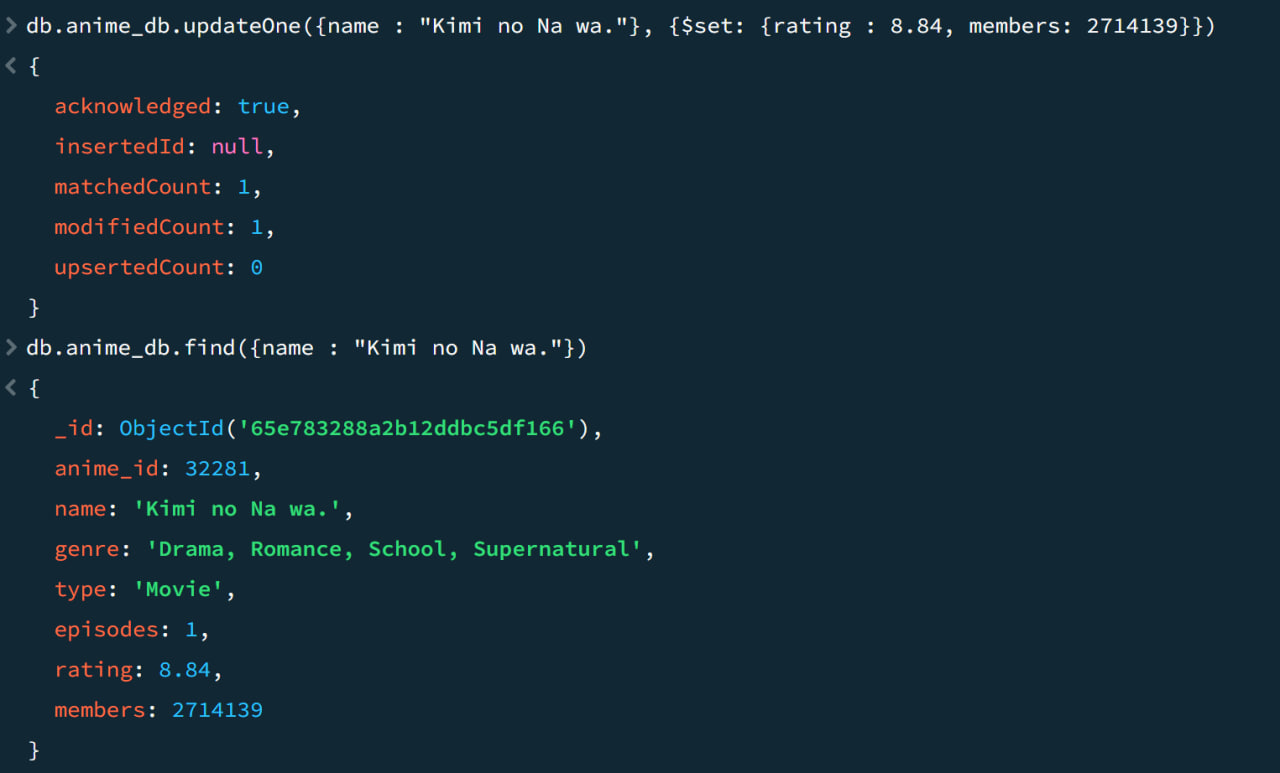 > db.anime_db.updateOne({name : "Kimi no Na wa."}, {$set: {rating : 8.84, members: 2714139}})
< {
acknowledged: true,
insertedId: null,
matchedCount: 1,
modifiedCount: 1,
upsertedCount: 0
}
> db.anime_db.find({name : "Kimi no Na wa."})
< {
_id: ObjectId('65e783288a2b12ddbc5df166'),
anime_id: 32281,
name: 'Kimi no Na wa.',
genre: 'Drama, Romance, School, Supernatural',
type: 'Movie',
episodes: 1,
rating: 8.84,
members: 2714139
}